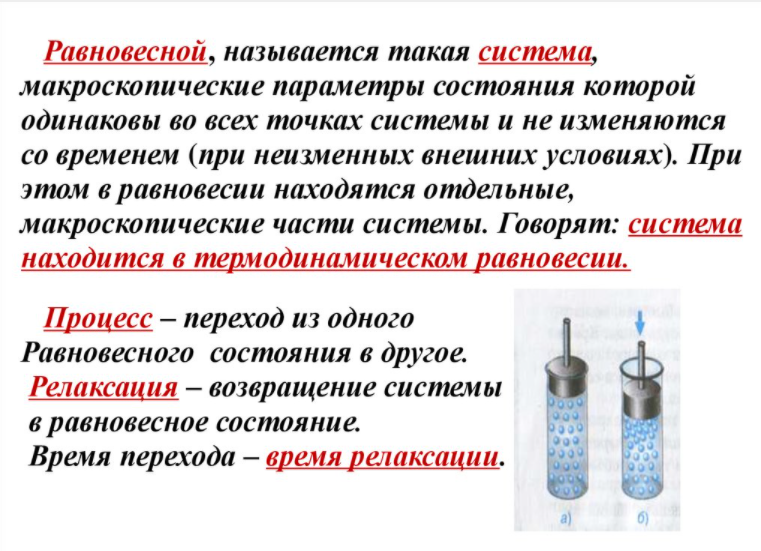 Равновесной, называется такая система,
макроскопические параметры состояния которой
одинаковы во всех точках системы и не изменяются
со временем (при неизменных внешних условиях). При
этом в равновесии находятся отдельные,
макроскопические части системы. Говорят: система
находится в термодинамическом равновесии.
Процесс – переход из одного
Равновесного состояния в другое.
Релаксация – возвращение системы
в равновесное состояние.
Время перехода – время релаксации.
а) б)